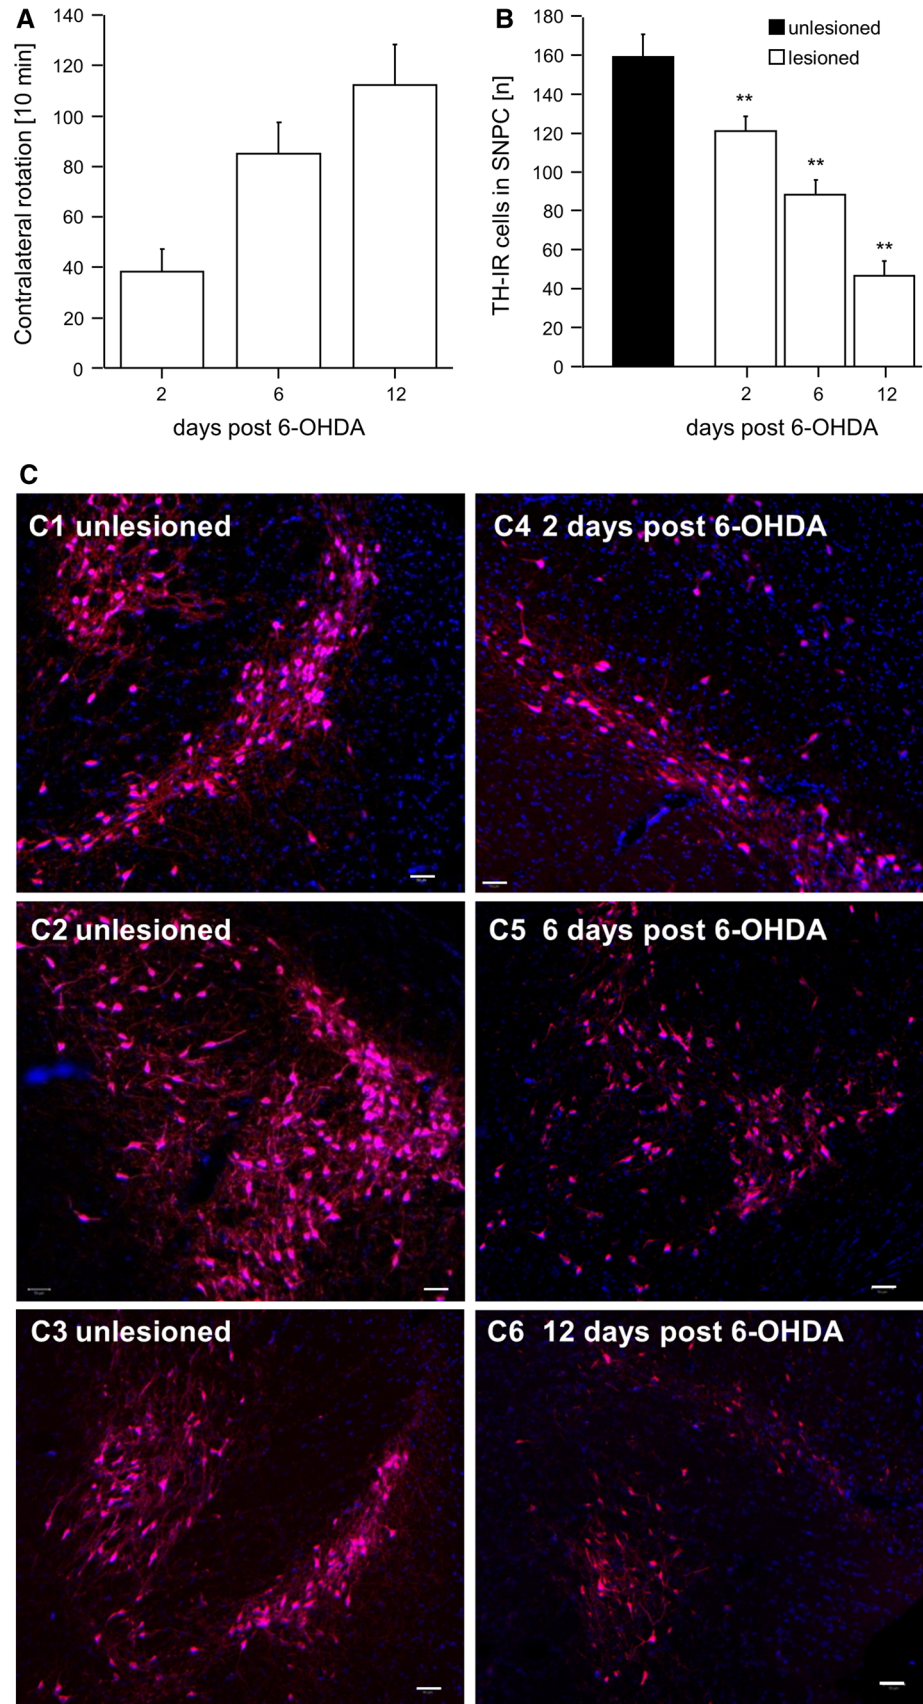 A
Contralateral rotation [10 min]
140
120
100
80
60
40
20
0
2 6 12
days post 6-OHDA
B
TH-IR cells in SNPC [n]
180
160
140
120
100
80
60
40
20
0
unlesioned
lesioned
**
**
**
2 6 12
days post 6-OHDA
C
C1 unlesioned
C4 2 days post 6-OHDA
C2 unlesioned
C5 6 days post 6-OHDA
C3 unlesioned
C6 12 days post 6-OHDA